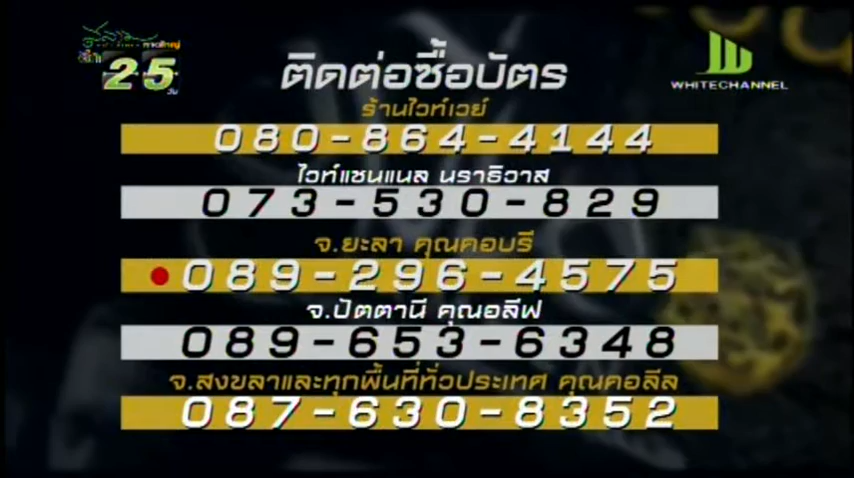 อีก
25
วัน
ติดต่อซื้อบัตร
WHITECHANNEL
ร้านไวท์เวย์
080-864-4144
ไวท์แชนแนล นราธิวาส
073-530-829
จ.ยะลา คุณคอบรี
089-296-4575
จ.ปัตตานี คุณอลีฟ
089-653-6348
จ.สงขลาและทุกพื้นที่ทั่วประเทศ คุณคอลีล
087-630-8352